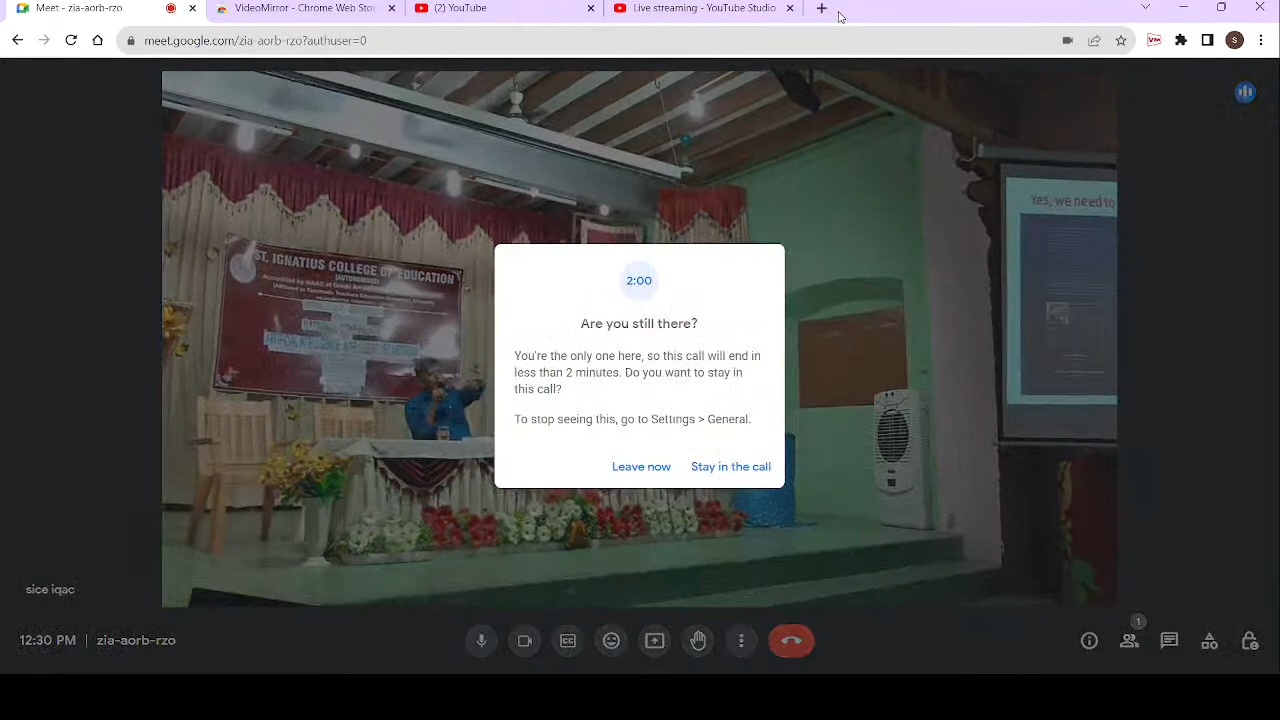 Meet - zia-aorb-rzo
VideoMirror - Chrome Web Sto
(2) YouTube
Live streaming - YouTube Studio
meet.google.com/zia-aorb-rzo?authuser=0
VM
S
Yes, we need to
ST. IGNATIUS COLLEGE OF EDUCATION
(AUTONOMOUS)
2:00
Are you still there?
You're the only one here, so this call will end in
less than 2 minutes. Do you want to stay in
this call?
To stop seeing this, go to Settings > General.
Leave now
Stay in the call
sice iqac
12:30 PM | zia-aorb-rzo
CC
1